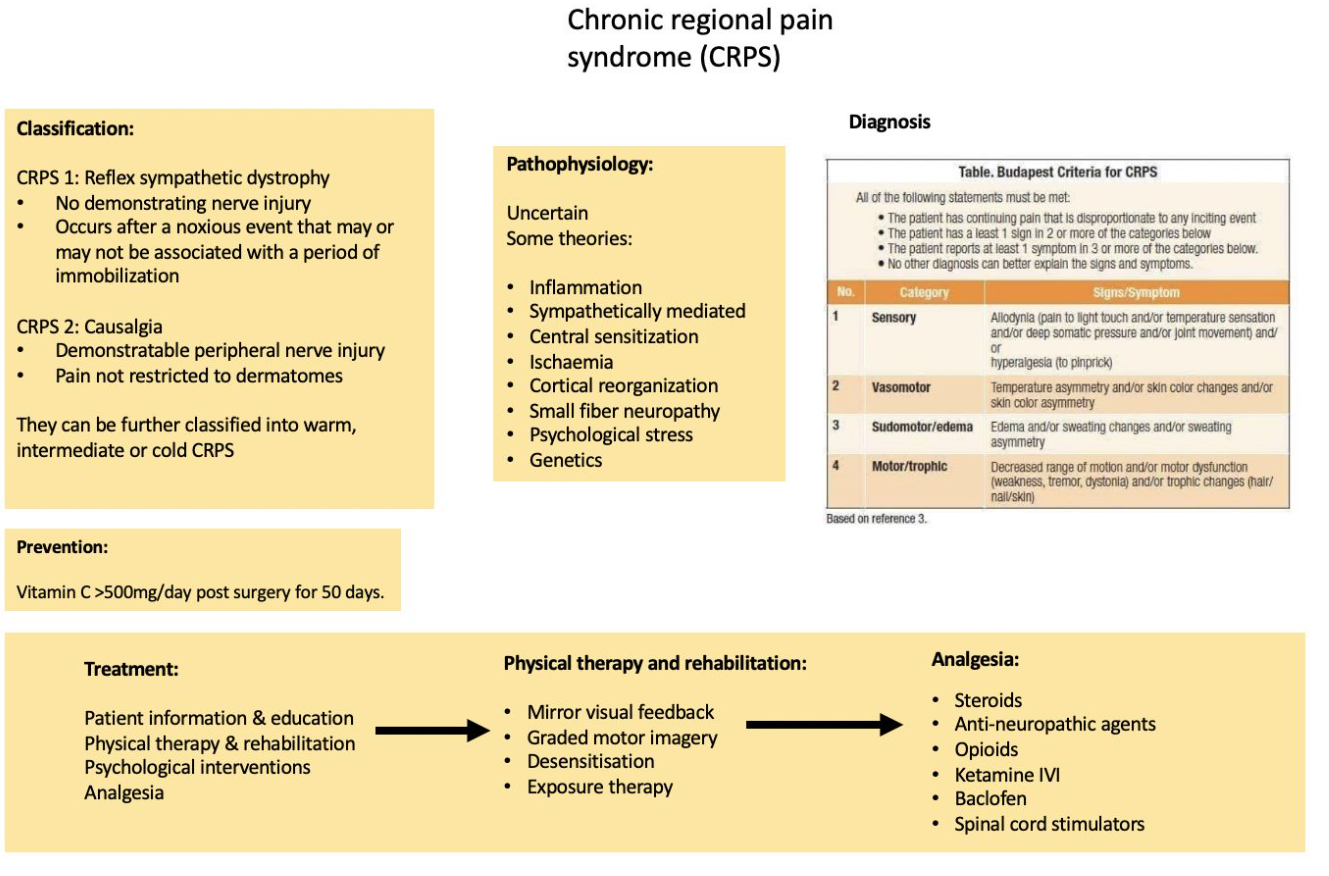 Chronic regional pain
syndrome (CRPS)
Classification:
CRPS 1: Reflex sympathetic dystrophy
• No demonstrating nerve injury
• Occurs after a noxious event that may or
may not be associated with a period of
immobilization
CRPS 2: Causalgia
• Demonstratable peripheral nerve injury
• Pain not restricted to dermatomes
They can be further classified into warm,
intermediate or cold CRPS
Pathophysiology:
Uncertain
Some theories:
• Inflammation
• Sympathetically mediated
• Central sensitization
• Ischaemia
• Cortical reorganization
• Small fiber neuropathy
• Psychological stress
• Genetics
Diagnosis
Table. Budapest Criteria for CRPS
All of the following statements must be met:
• The patient has continuing pain that is disproportionate to any inciting event
• The patient has a least 1 sign in 2 or more of the categories below
• The patient reports at least 1 symptom in 3 or more of the categories below.
• No other diagnosis can better explain the signs and symptoms.
No. Category Signs/Symptom
1 Sensory Allodynia (pain to light touch and/or temperature sensation
and/or deep somatic pressure and/or joint movement) and/
or
hyperalgesia (to pinprick)
2 Vasomotor Temperature asymmetry and/or skin color changes and/or
skin color asymmetry
3 Sudomotor/edema Edema and/or sweating changes and/or sweating
asymmetry
4 Motor/trophic Decreased range of motion and/or motor dysfunction
(weakness, tremor, dystonia) and/or trophic changes (hair/
nail/skin)
Based on reference 3.
Prevention:
Vitamin C >500mg/day post surgery for 50 days.
Treatment:
Patient information & education
Physical therapy & rehabilitation
Psychological interventions
Analgesia
Physical therapy and rehabilitation:
• Mirror visual feedback
• Graded motor imagery
• Desensitisation
• Exposure therapy
Analgesia:
• Steroids
• Anti-neuropathic agents
• Opioids
• Ketamine IVI
• Baclofen
• Spinal cord stimulators